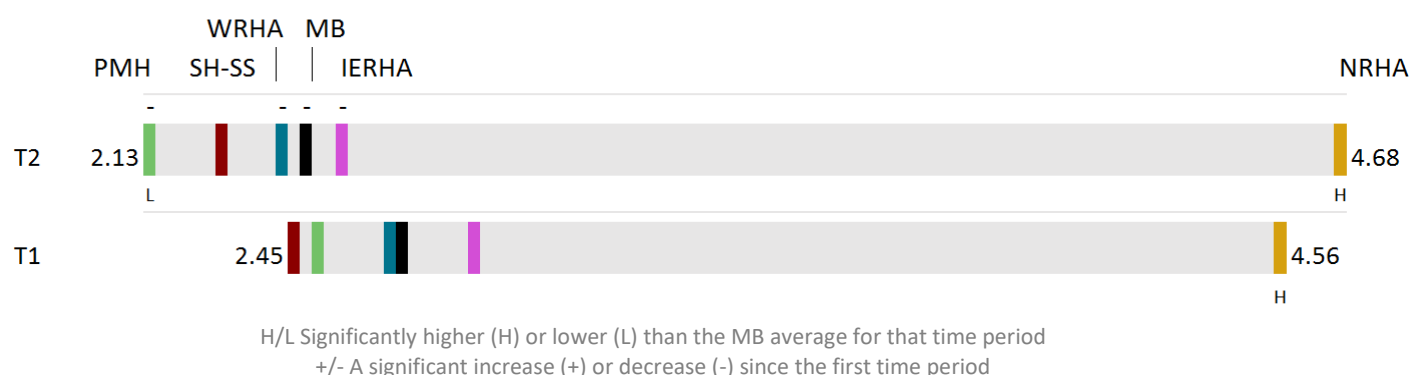 WRHA MB
PMH SH-SS IERHA NRHA
- - - -
T2 2.13 4.68
L H
T1 2.45 4.56
H
H/L Significantly higher (H) or lower (L) than the MB average for that time period
+/- A significant increase (+) or decrease (-) since the first time period